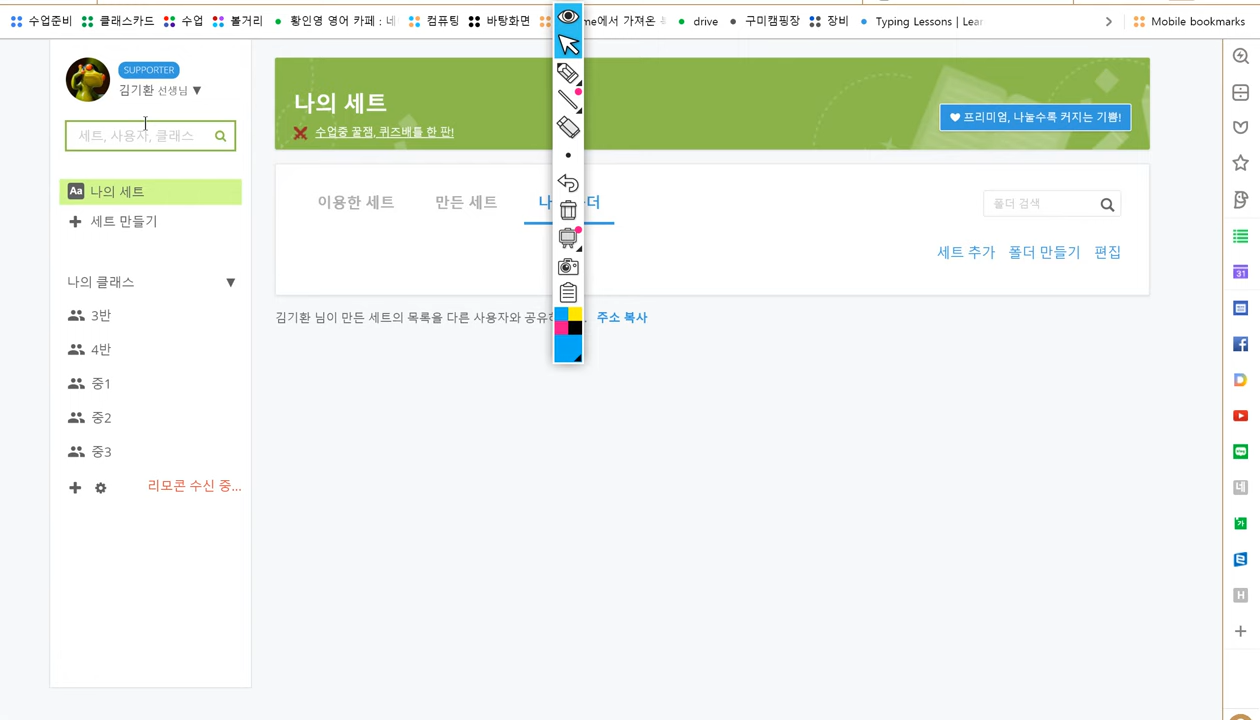 수업준비 클래스카드 수업 볼거리 황인영 영어 카페 : 네 컴퓨팅 바탕화면 me에서 가져온 drive 구미캠핑장 장비 Typing Lessons | Lear Mobile bookmarks
SUPPORTER
김기환 선생님 ▼
세트, 사용자, 클래스
Aa 나의 세트
세트 만들기
나의 클래스 ▼
3반
4반
중1
중2
중3
리모콘 수신 중...
나의 세트
수업중 꿀잼, 퀴즈배틀 한 판!
프리미엄, 나눌수록 커지는 기쁨!
이용한 세트 만든 세트 나 더
폴더 검색
세트 추가 폴더 만들기 편집
김기환 님이 만든 세트의 목록을 다른 사용자와 공유 주소 복사
31